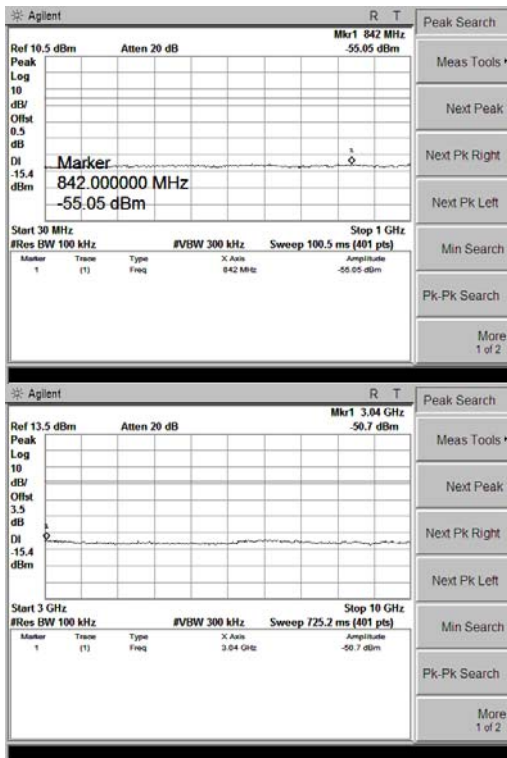 Agilent R T
Peak Search
Mkr1 842 MHz
Ref 10.5 dBm Atten 20 dB -55.05 dBm
Peak
Log
10
dB/
Offst
0.5
dB
DI
-15.4
dBm
Marker
842.000000 MHz
-55.05 dBm
Start 30 MHz Stop 1 GHz
#Res BW 100 kHz #VBW 300 kHz Sweep 100.5 ms (401 pts)
Marker Trace Type X Axis Amplitude
1 (1) Freq 842 MHz -55.05 dBm
Meas Tools
Next Peak
Next Pk Right
Next Pk Left
Min Search
Pk-Pk Search
More
1 of 2
Agilent R T
Peak Search
Mkr1 3.04 GHz
Ref 13.5 dBm Atten 20 dB -50.7 dBm
Peak
Log
10
dB/
Offst
3.5
dB
DI
-15.4
dBm
Start 3 GHz Stop 10 GHz
#Res BW 100 kHz #VBW 300 kHz Sweep 725.2 ms (401 pts)
Marker Trace Type X Axis Amplitude
1 (1) Freq 3.04 GHz -50.7 dBm
Meas Tools
Next Peak
Next Pk Right
Next Pk Left
Min Search
Pk-Pk Search
More
1 of 2